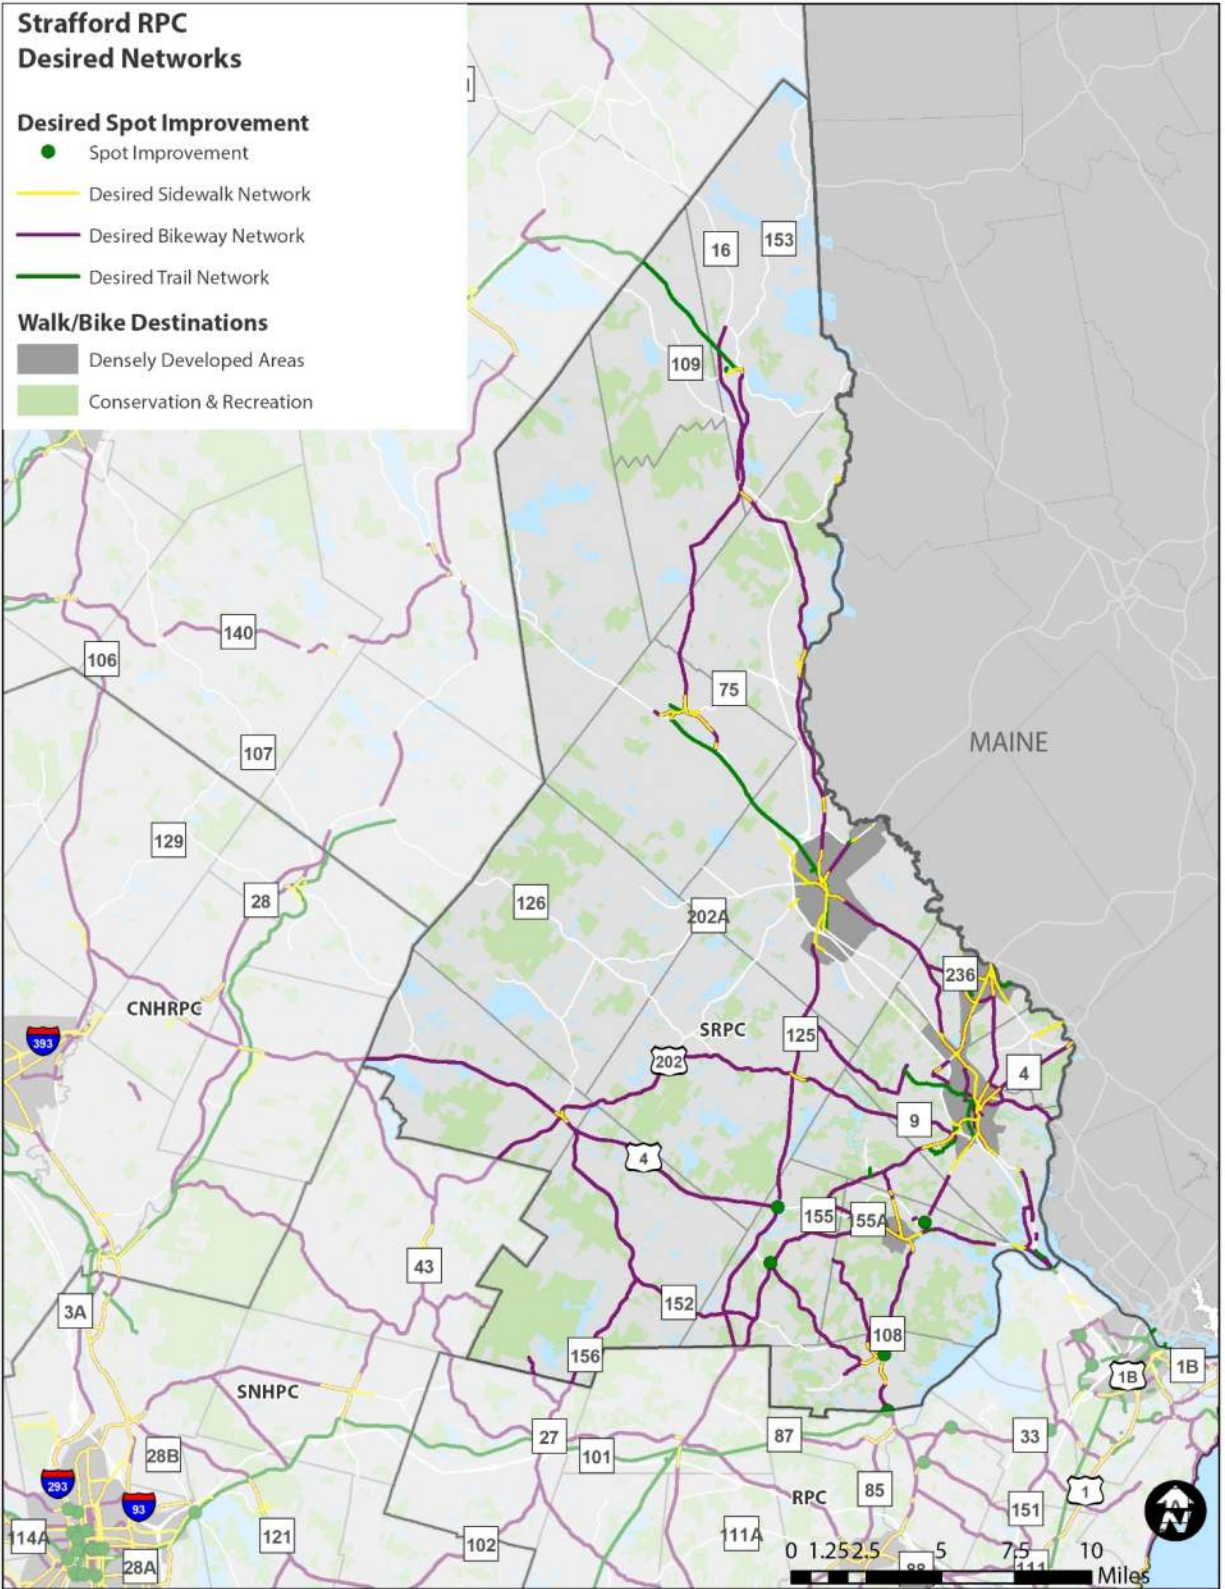 Strafford RPC
Desired Networks
Desired Spot Improvement
Spot Improvement
Desired Sidewalk Network
Desired Bikeway Network
Desired Trail Network
Walk/Bike Destinations
Densely Developed Areas
Conservation & Recreation
16
153
109
140
106
75
MAINE
107
129
28
126
202A
236
CNHRPC
SRPC
125
393
202
4
9
4
155
155A
43
3A
152
108
156
1B
1B
SNHPC
27
87
33
28B
101
293
93
RPC
85
1
151
114A
121
102
111A
28A
88
111
N
0 1.25 2.5 5 7.5 10
Miles